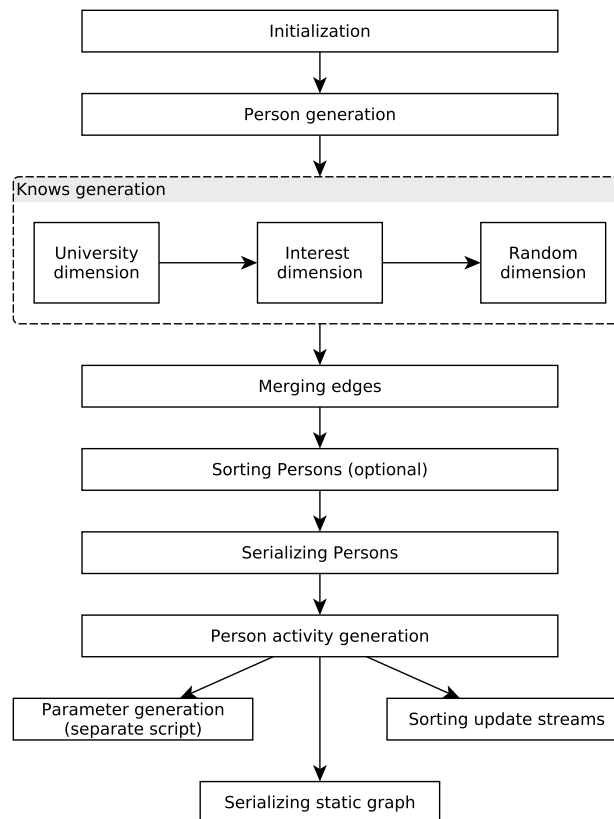 Initialization
Person generation
Knows generation
University
dimension
Interest
dimension
Random
dimension
Merging edges
Sorting Persons (optional)
Serializing Persons
Person activity generation
Parameter generation
(separate script)
Sorting update streams
Serializing static graph